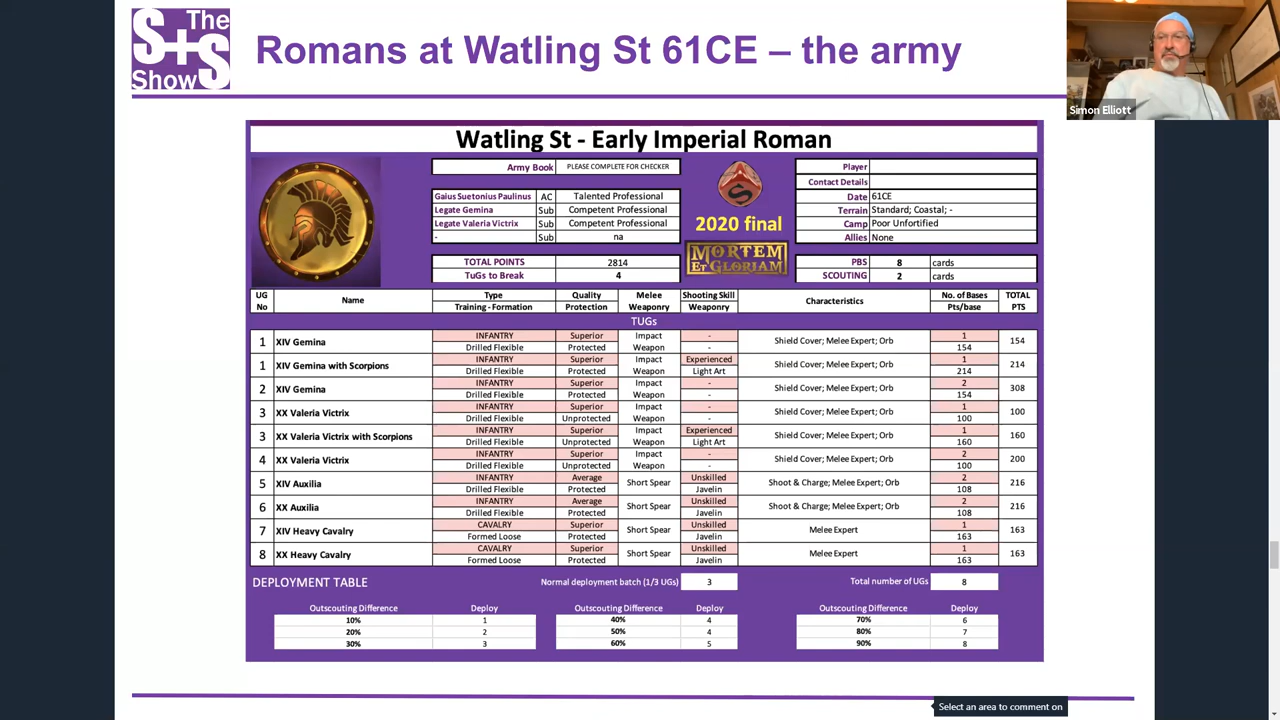 The
S+S
Show
Romans at Watling St 61CE – the army
Simon Elliott
Watling St - Early Imperial Roman
Army Book PLEASE COMPLETE FOR CHECKER
Gaius Suetonius Paulinus AC Talented Professional
Legate Gemina Sub Competent Professional
Legate Valeria Victrix Sub Competent Professional
- Sub na
TOTAL POINTS 2814
TuGs to Break 4
2020 final
MORTEM
ET GLORIAM
Player
Contact Details
Date 61CE
Terrain Standard; Coastal; -
Camp Poor Unfortified
Allies None
PBS 8 cards
SCOUTING 2 cards
UG No Name Type Training - Formation Quality Protection Melee Weaponry Shooting Skill Weaponry Characteristics No. of Bases Pts/base TOTAL PTS
TUGs
1 XIV Gemina INFANTRY Drilled Flexible Superior Protected Impact Weapon - - Shield Cover; Melee Expert; Orb 1 154 154
1 XIV Gemina with Scorpions INFANTRY Drilled Flexible Superior Protected Impact Weapon Experienced Light Art Shield Cover; Melee Expert; Orb 1 214 214
2 XIV Gemina INFANTRY Drilled Flexible Superior Protected Impact Weapon - - Shield Cover; Melee Expert; Orb 2 154 308
3 XX Valeria Victrix INFANTRY Drilled Flexible Superior Unprotected Impact Weapon - - Shield Cover; Melee Expert; Orb 1 100 100
3 XX Valeria Victrix with Scorpions INFANTRY Drilled Flexible Superior Unprotected Impact Weapon Experienced Light Art Shield Cover; Melee Expert; Orb 1 160 160
4 XX Valeria Victrix INFANTRY Drilled Flexible Superior Unprotected Impact Weapon - - Shield Cover; Melee Expert; Orb 2 100 200
5 XIV Auxilia INFANTRY Drilled Flexible Average Protected Short Spear Unskilled Javelin Shoot & Charge; Melee Expert; Orb 2 108 216
6 XX Auxilia INFANTRY Drilled Flexible Average Protected Short Spear Unskilled Javelin Shoot & Charge; Melee Expert; Orb 2 108 216
7 XIV Heavy Cavalry CAVALRY Formed Loose Superior Protected Short Spear Unskilled Javelin Melee Expert 1 163 163
8 XX Heavy Cavalry CAVALRY Formed Loose Superior Protected Short Spear Unskilled Javelin Melee Expert 1 163 163
DEPLOYMENT TABLE Normal deployment batch (1/3 UGs) 3 Total number of UGs 8
Outscouting Difference Deploy Outscouting Difference Deploy Outscouting Difference Deploy
10% 1 40% 4 70% 6
20% 2 50% 4 80% 7
30% 3 60% 5 90% 8
Select an area to comment on